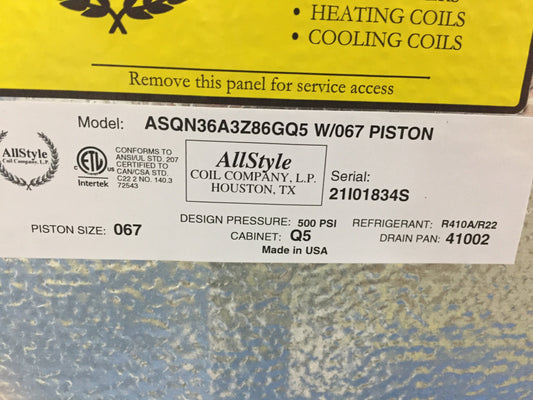 • HEATING COILS
• COOLING COILS
Remove this panel for service access
Model: ASQN36A3Z86GQ5 W/067 PISTON
AllStyle
COIL COMPANY, L.P.
ETL
C US
Intertek
CONFORMS TO
ANSI/UL STD. 207
CERTIFIED TO
CAN/CSA STD.
C22 2 NO. 140.3
72543
AllStyle
COIL COMPANY, L.P.
HOUSTON, TX
Serial:
21I01834S
PISTON SIZE: 067
DESIGN PRESSURE: 500 PSI
CABINET: Q5
Made in USA
REFRIGERANT: R410A/R22
DRAIN PAN: 41002